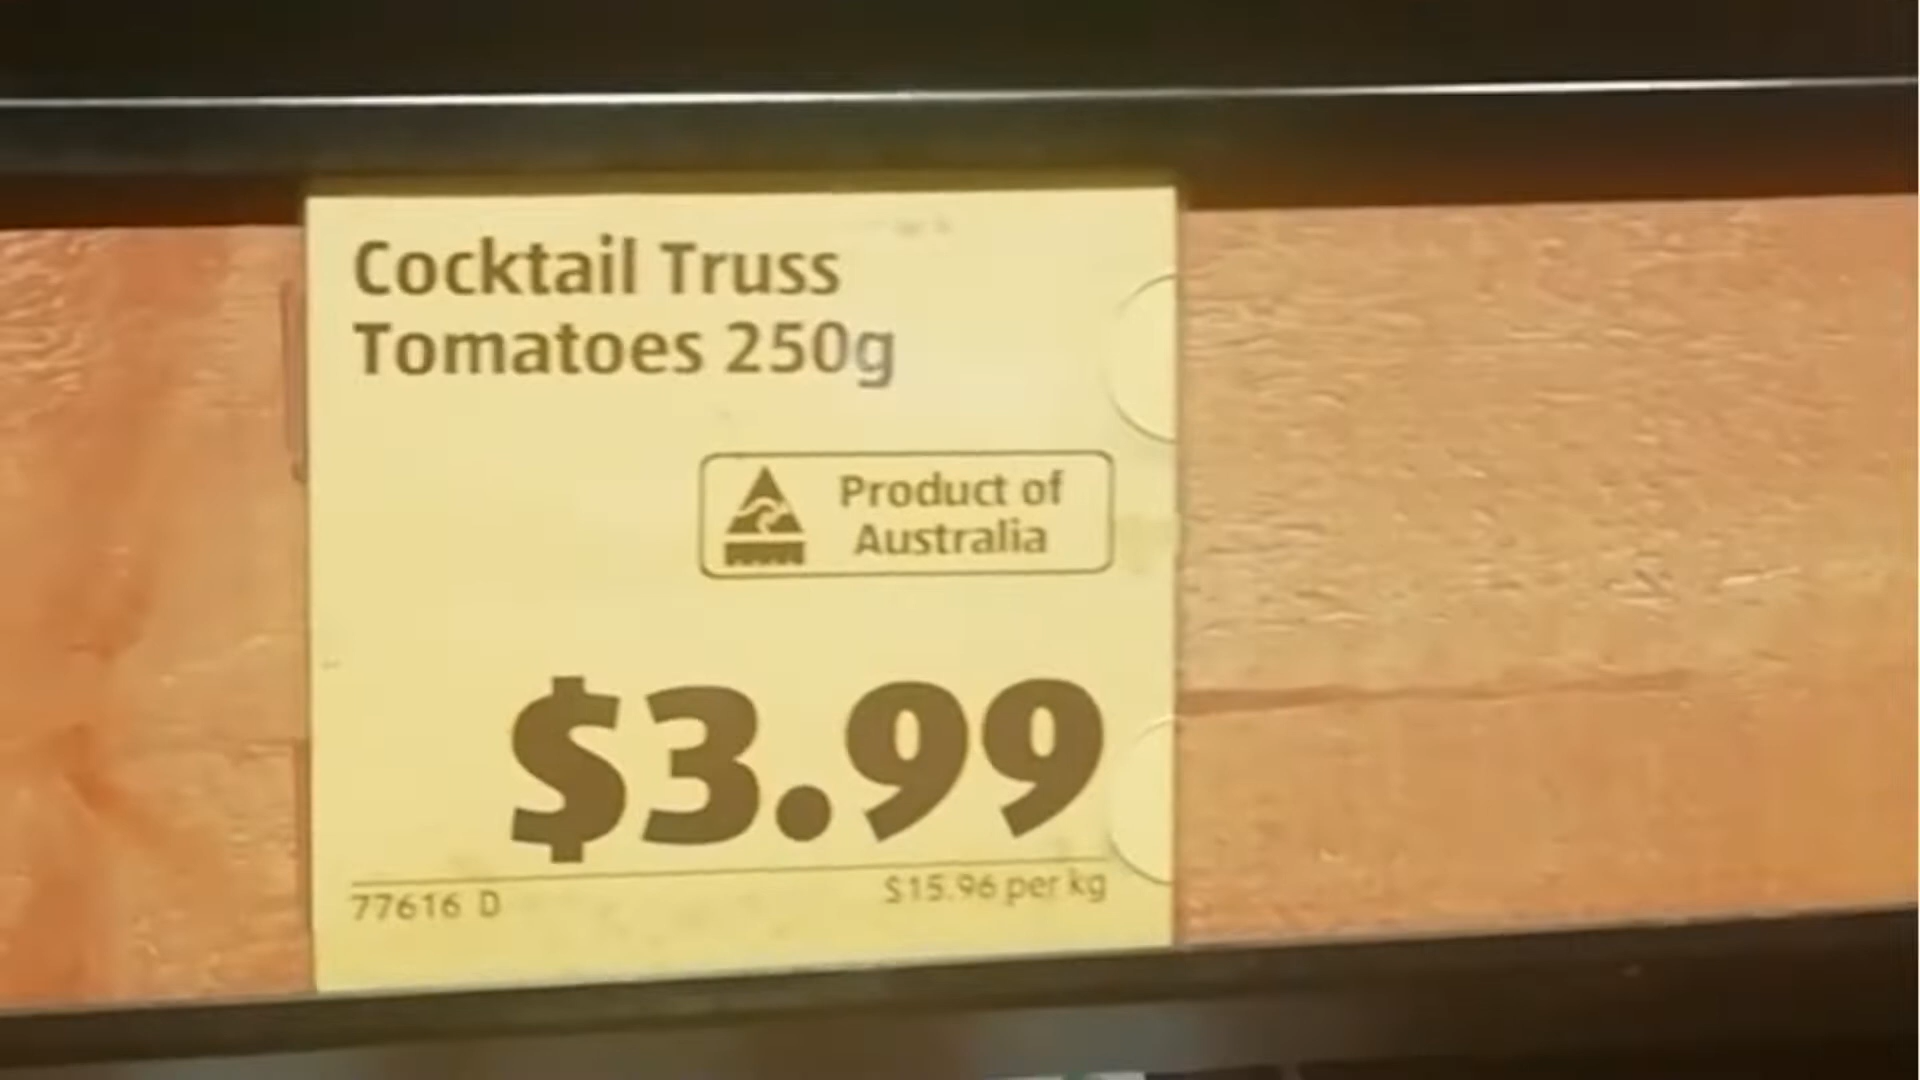 Cocktail Truss
Tomatoes 250g
Product of
Australia
$3.99
77616 D
$15.96 per kg